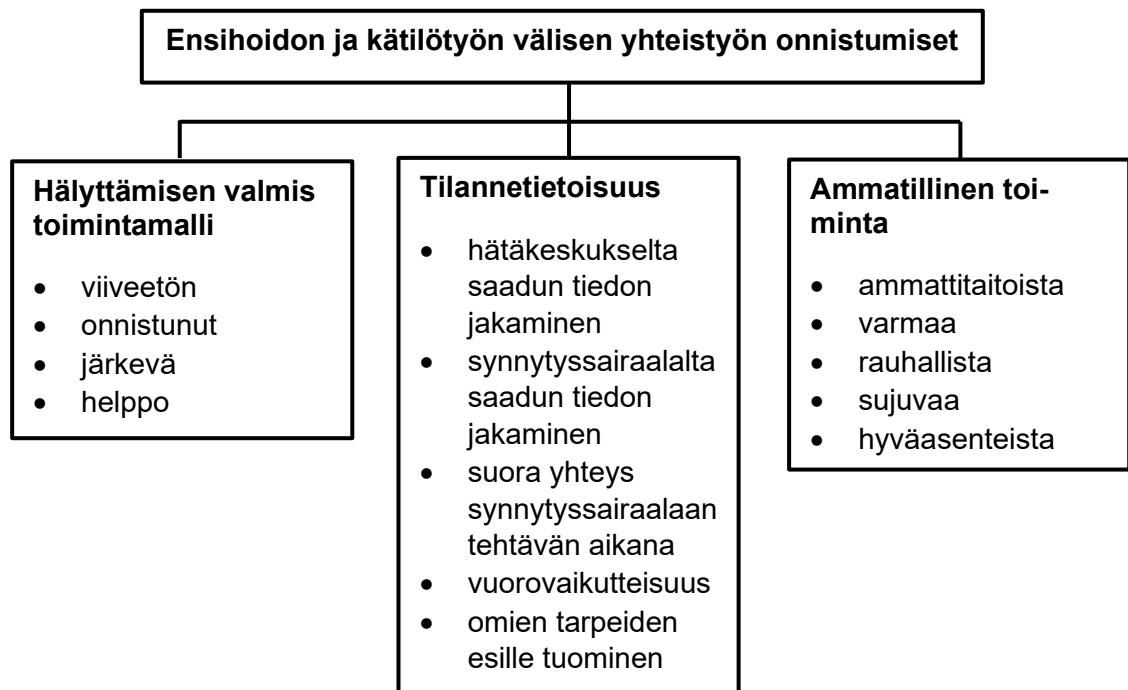 Ensihoidon ja kätilötyön välisen yhteistyön onnistumiset
Hälyttämisen valmis
toimintamalli
• viiveetön
• onnistunut
• järkevä
• helppo
Tilannetietoisuus
• hätäkeskukselta
saadun tiedon
jakaminen
• synnytyssairaalalta
saadun tiedon
jakaminen
• suora yhteys
synnytyssairaalaan
tehtävän aikana
• vuorovaikutteisuus
• omien tarpeiden
esille tuominen
Ammatillinen toi-
minta
• ammattitaitoista
• varmaa
• rauhallista
• sujuvaa
• hyväasenteista